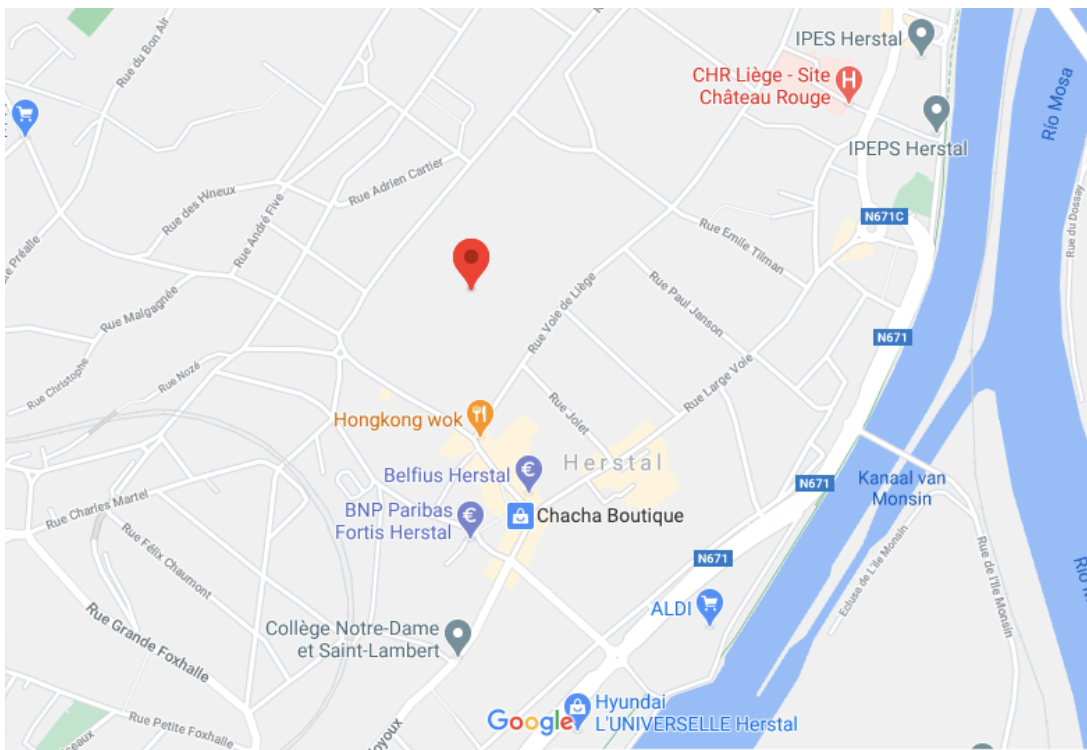 IPES Herstal
Rue du Bon Air
CHR Liège - Site
Château Rouge
Río Mosa
IPEPS Herstal
Rue Adrien Cartier
Rue des Hineux
Rue André Five
Rue du Dossay
N671C
Rue Emile Tilman
Préalle
Rue Malgagnée
Rue Voie de Liège
Rue Paul Janson
N671
Rue Christophe
Rue Nozé
Rue Large Voie
Rue Jolet
Hongkong wok
Herstal
Belfius Herstal
Kanaal van
Monsin
N671
Rue Charles Martel
BNP Paribas
Fortis Herstal
Chacha Boutique
N671
Rue Félix Chaumont
Ecluse de L'île Monsin
Rue de l'Ile Monsin
ALDI
Rue Grande Foxhalle
Collège Notre-Dame
et Saint-Lambert
Rue Petite Foxhalle
Hyundai
L'UNIVERSELLE Herstal
Google